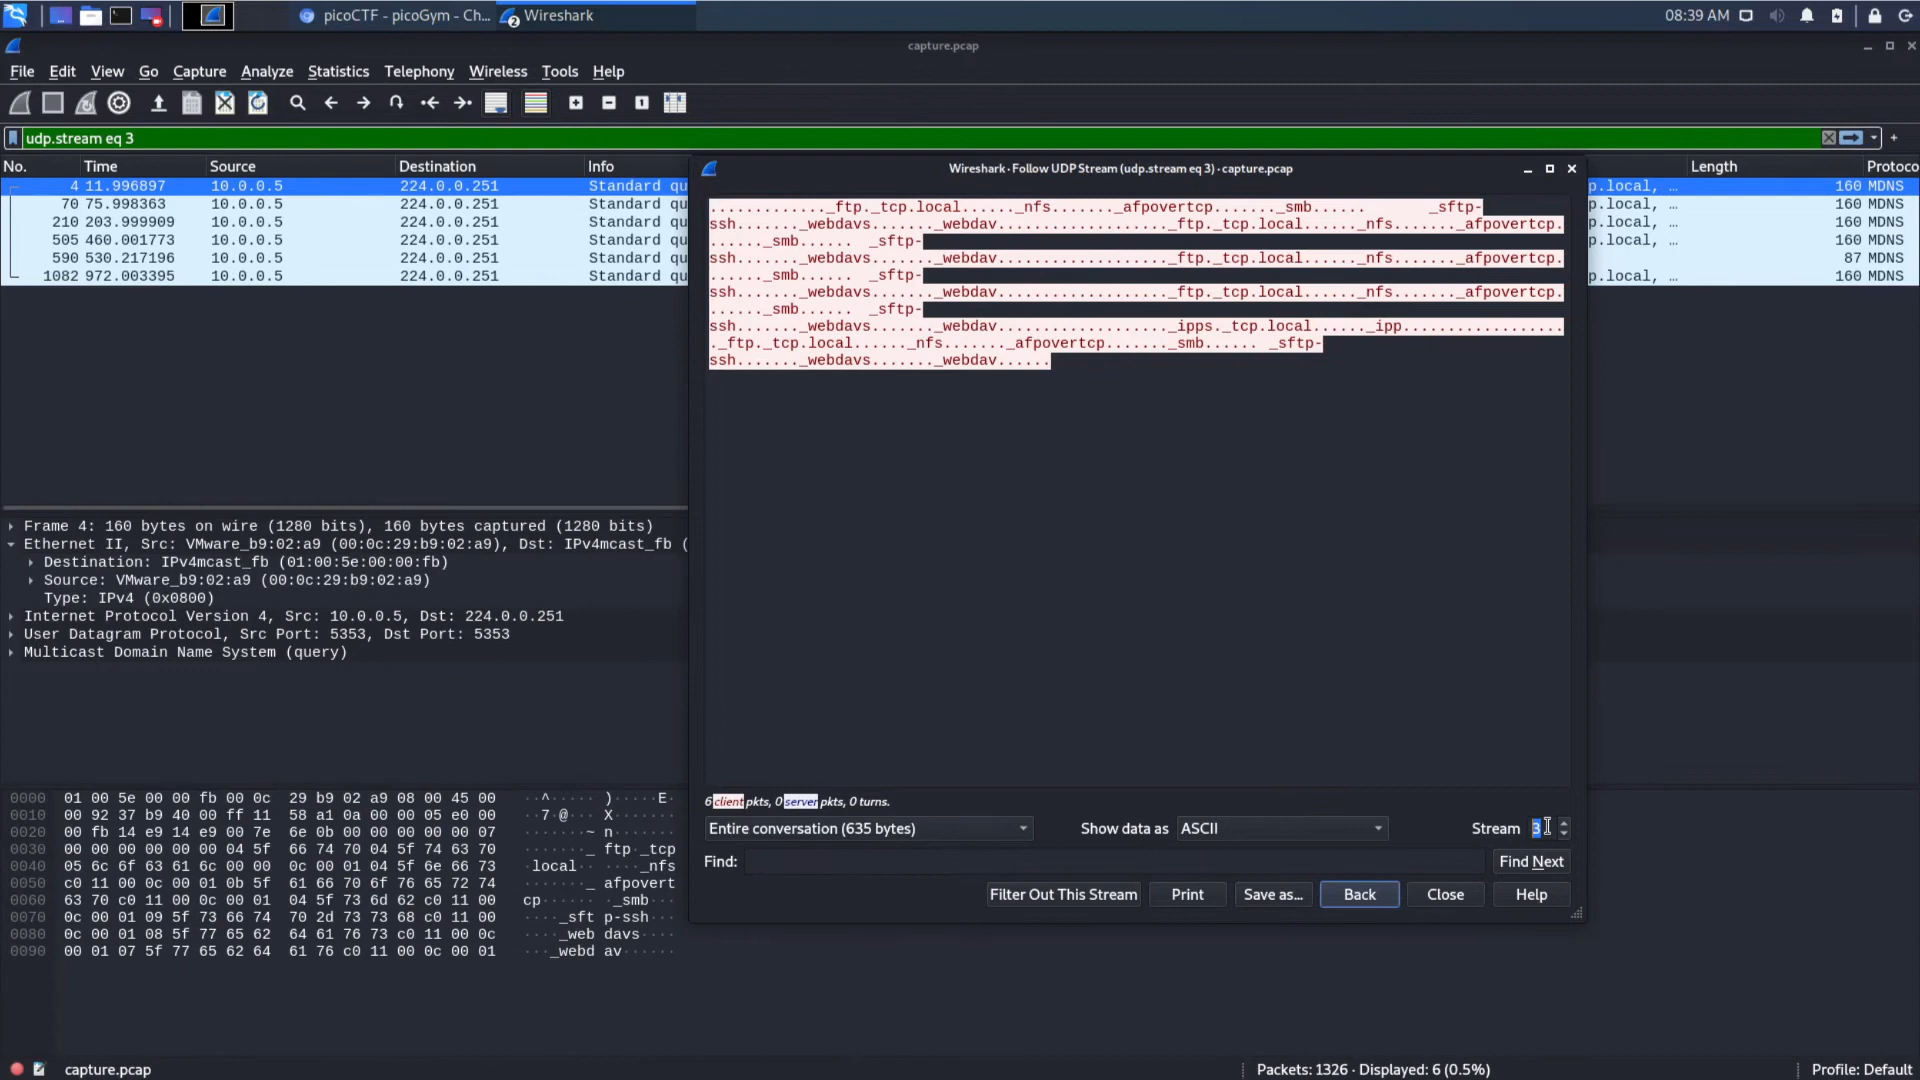 picoCTF - picoGym - Ch...
2 Wireshark
08:39 AM
capture.pcap
File Edit View Go Capture Analyze Statistics Telephony Wireless Tools Help
udp.stream eq 3
No. Time Source Destination Info Length Protoco
4 11.996897 10.0.0.5 224.0.0.251 Standard qu p.local, … 160 MDNS
70 75.998363 10.0.0.5 224.0.0.251 Standard qu p.local, … 160 MDNS
210 203.999909 10.0.0.5 224.0.0.251 Standard qu p.local, … 160 MDNS
505 460.001773 10.0.0.5 224.0.0.251 Standard qu p.local, … 160 MDNS
590 530.217196 10.0.0.5 224.0.0.251 Standard qu 87 MDNS
1082 972.003395 10.0.0.5 224.0.0.251 Standard qu p.local, … 160 MDNS
Wireshark · Follow UDP Stream (udp.stream eq 3) · capture.pcap
............._ftp._tcp.local......._nfs......._afpovertcp......._smb...... _sftp-
ssh......._webdavs......._webdav..................._ftp._tcp.local......._nfs......._afpovertcp.
......_smb...... _sftp-
ssh......._webdavs......._webdav..................._ftp._tcp.local......._nfs......._afpovertcp.
......_smb...... _sftp-
ssh......._webdavs......._webdav..................._ftp._tcp.local......._nfs......._afpovertcp.
......_smb...... _sftp-
ssh......._webdavs......._webdav..................._ipps._tcp.local......._ipp..................
._ftp._tcp.local......._nfs......._afpovertcp......._smb...... _sftp-
ssh......._webdavs......._webdav......
6 client pkts, 0 server pkts, 0 turns.
Entire conversation (635 bytes) Show data as ASCII Stream 3
Find: Find Next
Filter Out This Stream Print Save as... Back Close Help
Frame 4: 160 bytes on wire (1280 bits), 160 bytes captured (1280 bits)
Ethernet II, Src: VMware_b9:02:a9 (00:0c:29:b9:02:a9), Dst: IPv4mcast_fb (
Destination: IPv4mcast_fb (01:00:5e:00:00:fb)
Source: VMware_b9:02:a9 (00:0c:29:b9:02:a9)
Type: IPv4 (0x0800)
Internet Protocol Version 4, Src: 10.0.0.5, Dst: 224.0.0.251
User Datagram Protocol, Src Port: 5353, Dst Port: 5353
Multicast Domain Name System (query)
0000 01 00 5e 00 00 fb 00 0c 29 b9 02 a9 08 00 45 00 ··^····· )·····E·
0010 00 92 37 b9 40 00 ff 11 58 a1 0a 00 00 05 e0 00 ··7·@··· X·······
0020 00 fb 14 e9 14 e9 00 7e 6e 0b 00 00 00 00 00 07 ·······~ n·······
0030 00 00 00 00 00 00 04 5f 66 74 70 04 5f 74 63 70 ·······_ ftp·_tcp
0040 05 6c 6f 63 61 6c 00 00 0c 00 01 04 5f 6e 66 73 ·local·· ····_nfs
0050 c0 11 00 0c 00 01 0b 5f 61 66 70 6f 76 65 72 74 ·······_ afpovert
0060 63 70 c0 11 00 0c 00 01 04 5f 73 6d 62 c0 11 00 cp······ ·_smb···
0070 0c 00 01 09 5f 73 66 74 70 2d 73 73 68 c0 11 00 ····_sft p-ssh···
0080 0c 00 01 08 5f 77 65 62 64 61 76 73 c0 11 00 0c ····_web davs····
0090 00 01 07 5f 77 65 62 64 61 76 c0 11 00 0c 00 01 ···_webd av······
capture.pcap
Packets: 1326 · Displayed: 6 (0.5%)
Profile: Default